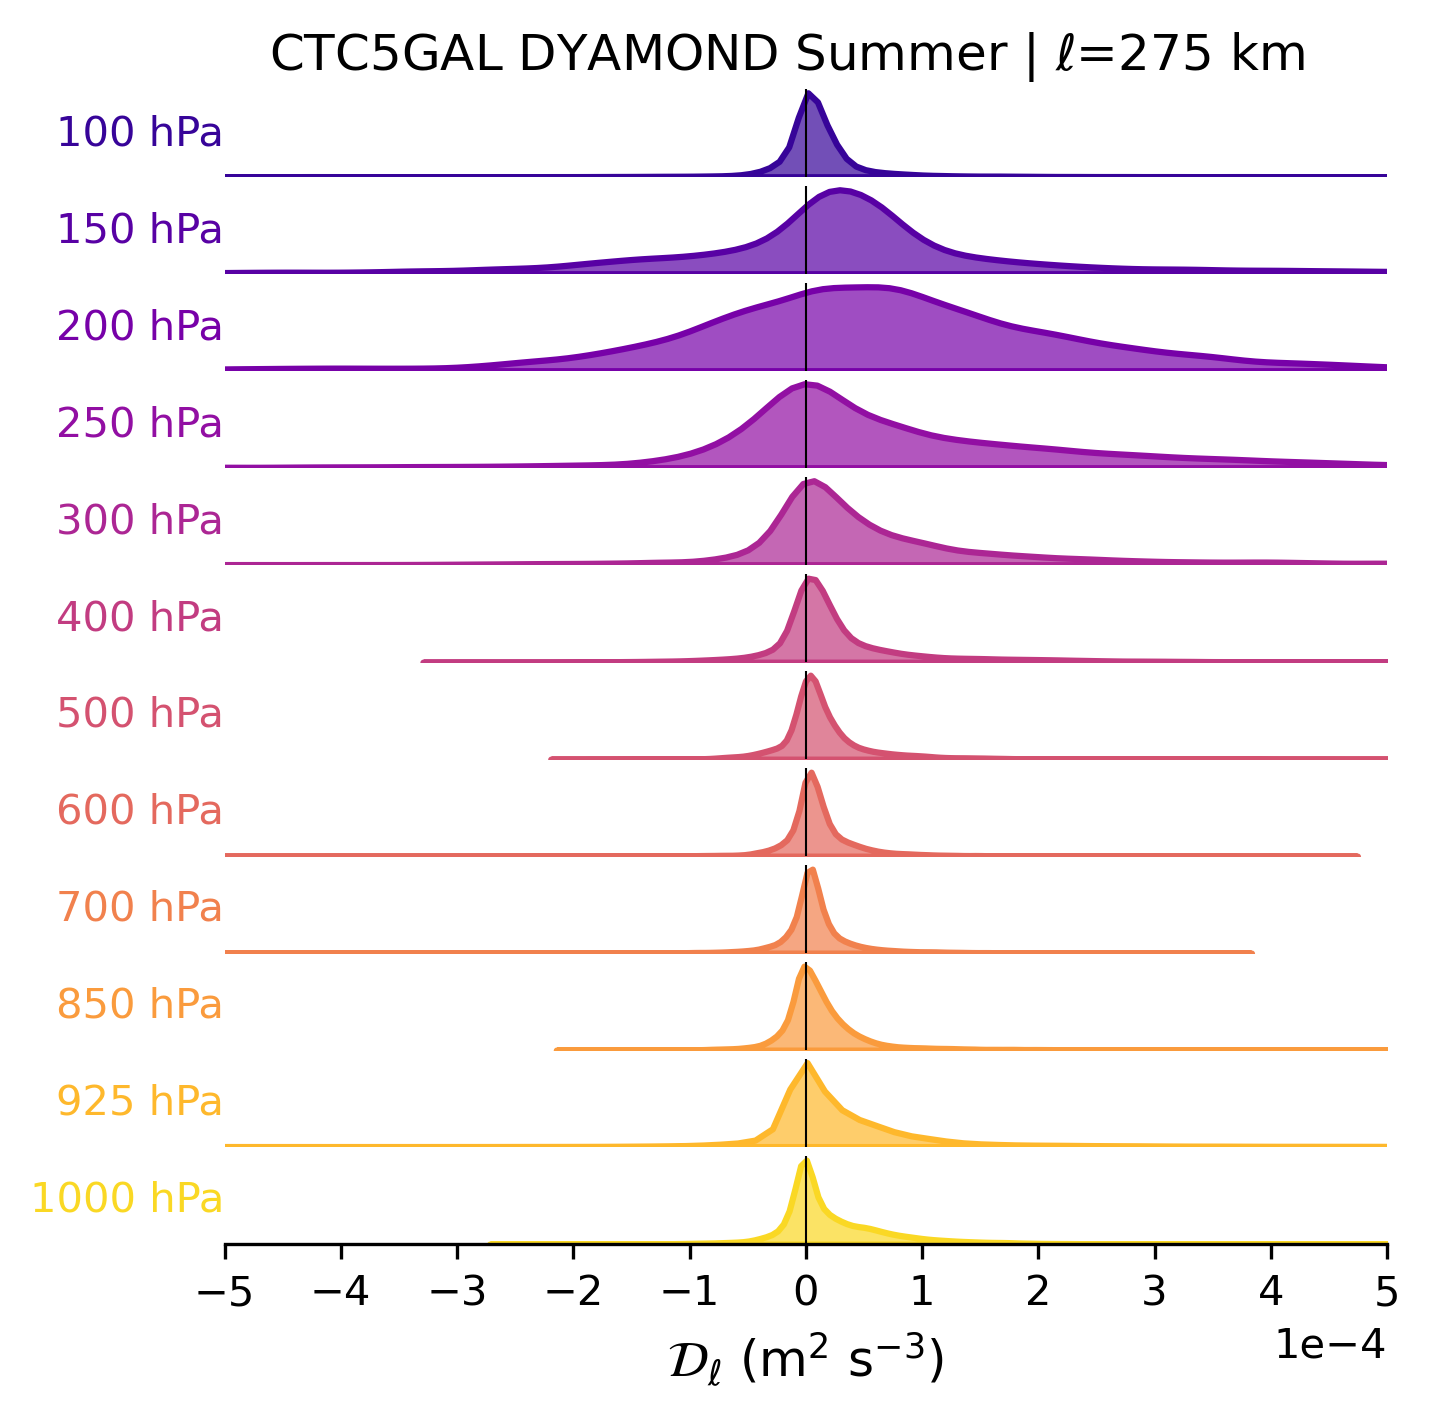 CTC5GAL DYAMOND Summer | ℓ=275 km
100 hPa
150 hPa
200 hPa
250 hPa
300 hPa
400 hPa
500 hPa
600 hPa
700 hPa
850 hPa
925 hPa
1000 hPa
−5 −4 −3 −2 −1 0 1 2 3 4 5
1e−4
𝒟ℓ (m² s⁻³)